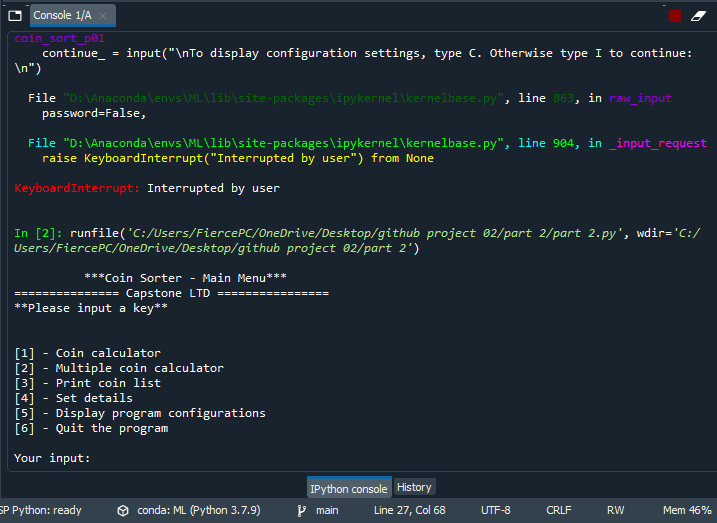 Console 1/A
coin_sort_p01
continue_ = input("\nTo display configuration settings, type C. Otherwise type I to continue:
\n")
File "D:\Anaconda\envs\ML\lib\site-packages\ipykernel\kernelbase.py", line 863, in raw_input
password=False,
File "D:\Anaconda\envs\ML\lib\site-packages\ipykernel\kernelbase.py", line 904, in _input_request
raise KeyboardInterrupt("Interrupted by user") from None
KeyboardInterrupt: Interrupted by user
In [2]: runfile('C:/Users/FiercePC/OneDrive/Desktop/github project 02/part 2/part 2.py', wdir='C:/
Users/FiercePC/OneDrive/Desktop/github project 02/part 2')
***Coin Sorter - Main Menu***
=============== Capstone LTD ================
**Please input a key**
[1] - Coin calculator
[2] - Multiple coin calculator
[3] - Print coin list
[4] - Set details
[5] - Display program configurations
[6] - Quit the program
Your input:
IPython console History
SP Python: ready conda: ML (Python 3.7.9) main Line 27, Col 68 UTF-8 CRLF RW Mem 46%